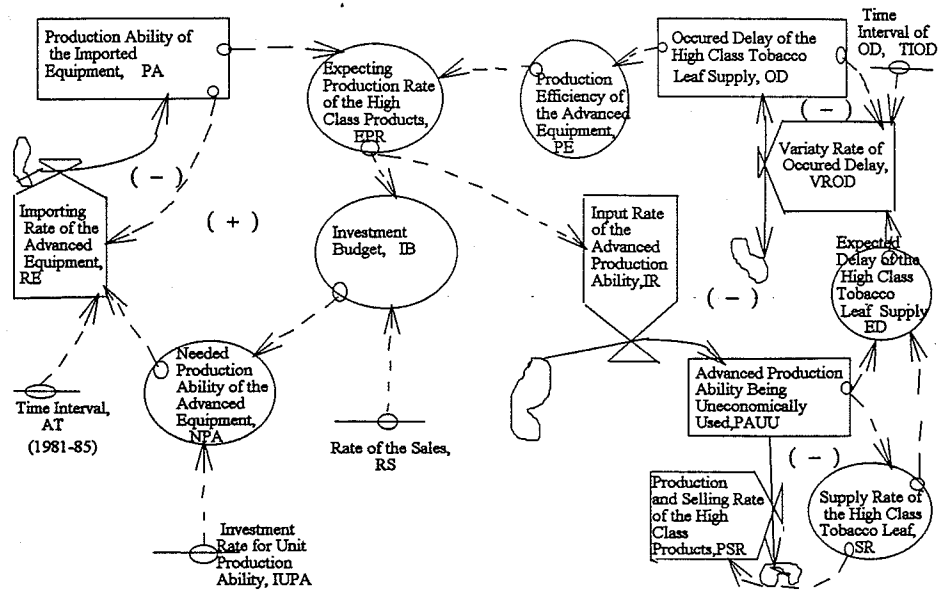 Production Ability of
the Imported
Equipment, PA
Expecting
Production Rate
of the High
Class Products,
EPR
Production
Efficiency of
the Advanced
Equipment,
PE
Occured Delay of the
High Class Tobacco
Leaf Supply, OD
Time
Interval of
OD, TIOD
(-)
Variaty Rate of
Occured Delay,
VROD
(-)
(+)
Importing
Rate of the
Advanced
Equipment,
RE
Investment
Budget, IB
Input Rate
of the
Advanced
Production
Ability,IR
(-)
Expected
Delay of the
High Class
Tobacco
Leaf Supply
ED
Needed
Production
Ability of the
Advanced
Equipment,
NPA
Time Interval,
AT
(1981-85)
Rate of the Sales,
RS
Advanced Production
Ability Being
Uneconomically
Used,PAUU
(-)
Production
and Selling Rate
of the High
Class
Products,PSR
Supply Rate of
the High Class
Tobacco Leaf,
SR
Investment
Rate for Unit
Production
Ability, IUPA